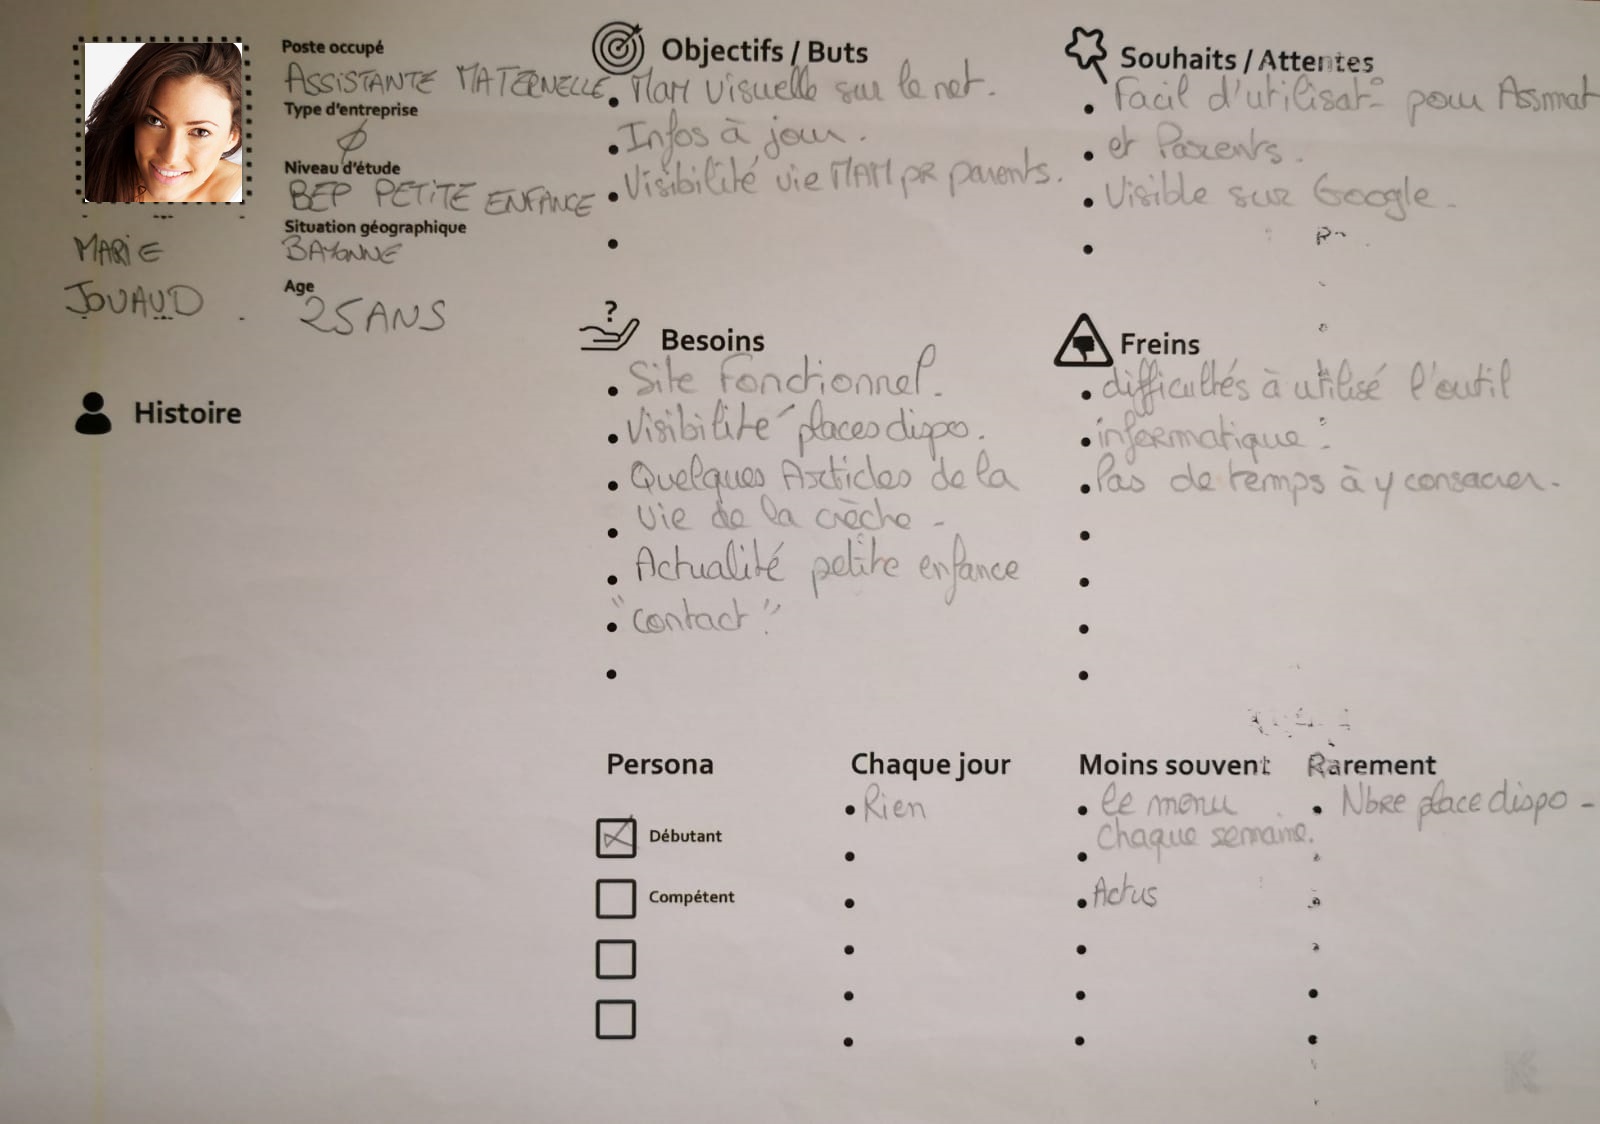 Poste occupé
ASSISTANTE MATERNELLE
Type d'entreprise
Ø
Niveau d'étude
BEP PETITE ENFANCE
Situation géographique
BAYONNE
Age
25 ANS
MARIE
JOUAUD
Histoire
Objectifs / Buts
MAM Visuelle sur le net.
Infos à jour.
Visibilité vie MAM pr parents.
Souhaits / Attentes
Facil d'utilisat° pour Assmat
et Parents.
Visible sur Google.
?
Besoins
Site Fonctionnel.
Visibilité places dispo.
Quelques Articles de la
vie de la crèche -
Actualité petite enfance
"Contact".
Freins
difficultés à utilisé l'outil
informatique.
Pas de temps à y consacrer.
Persona
Débutant
Compétent
Chaque jour
Rien
Moins souvent
le menu
chaque semaine.
Actus
Rarement
Nbre place dispo -